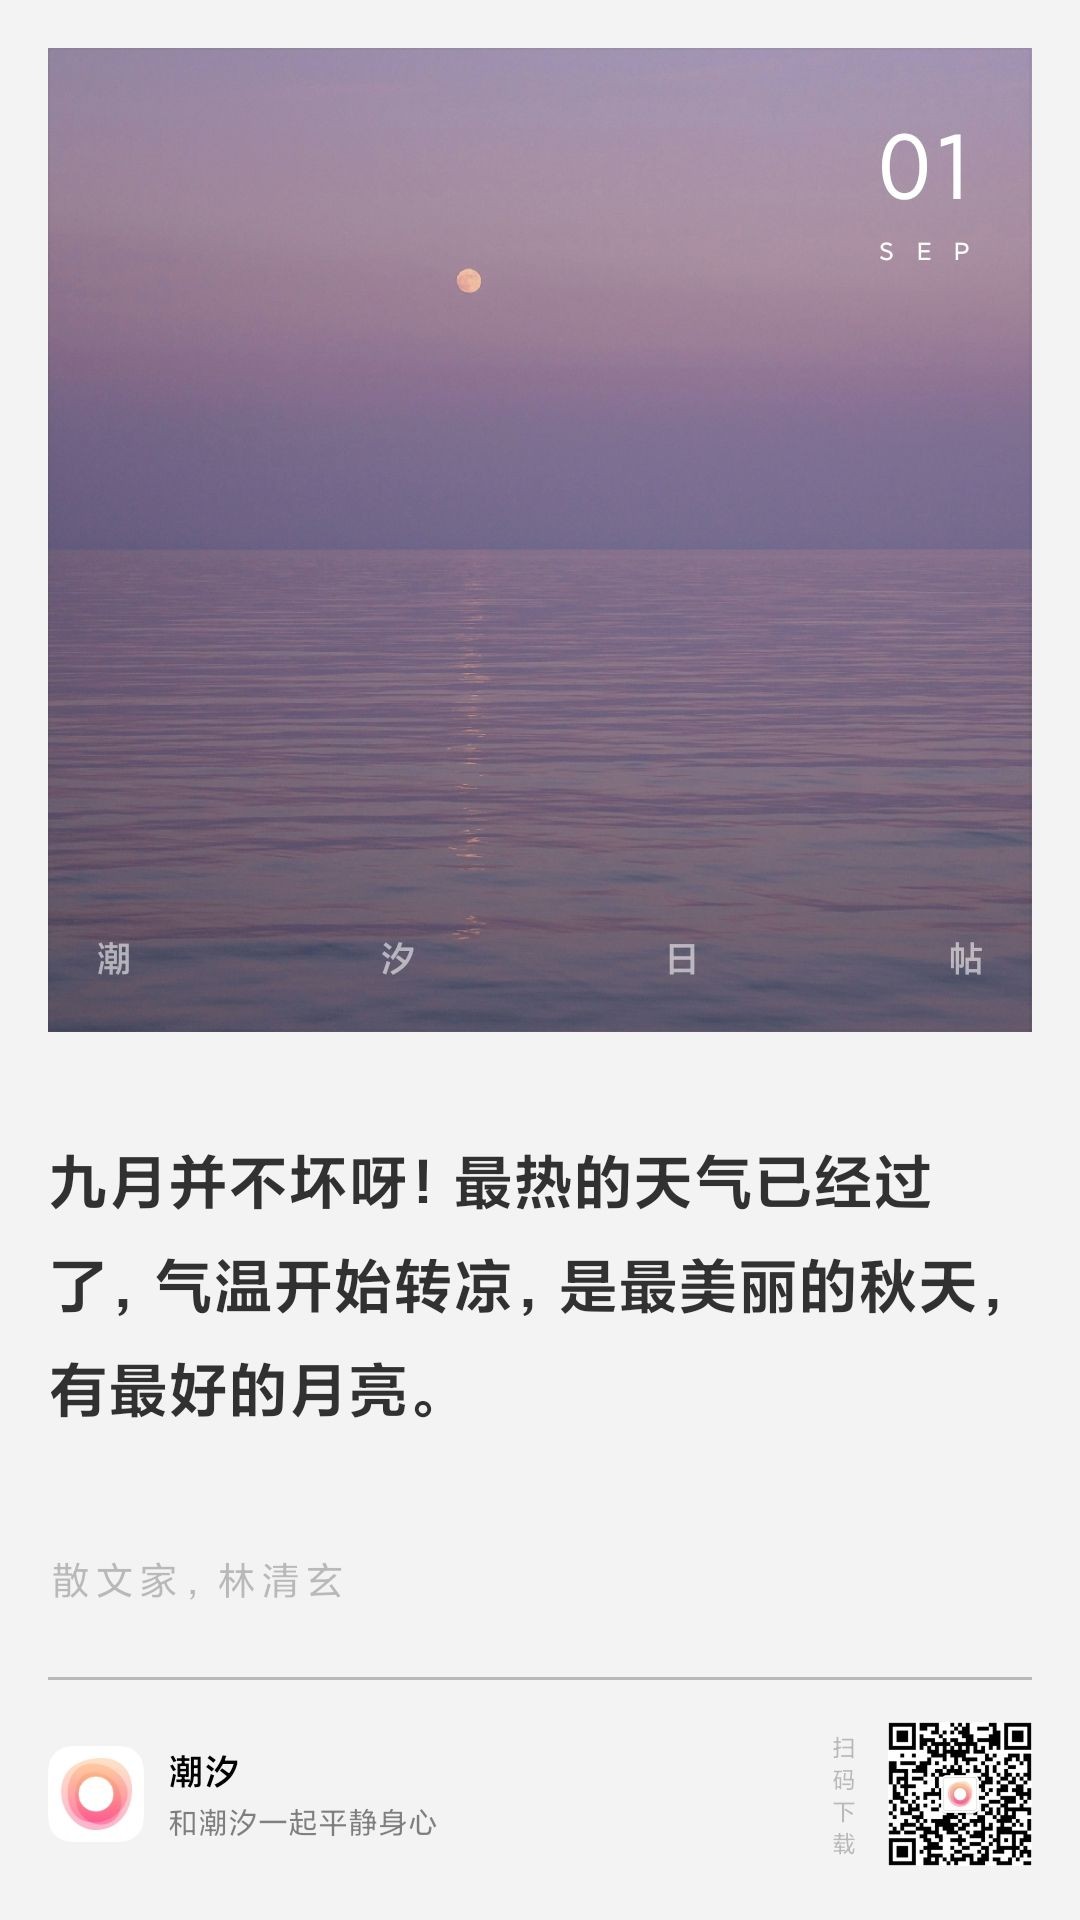 01
SEP
潮汐日帖
九月并不坏呀！最热的天气已经过
了，气温开始转凉，是最美丽的秋天，
有最好的月亮。
散文家，林清玄
潮汐
和潮汐一起平静身心
扫码下载